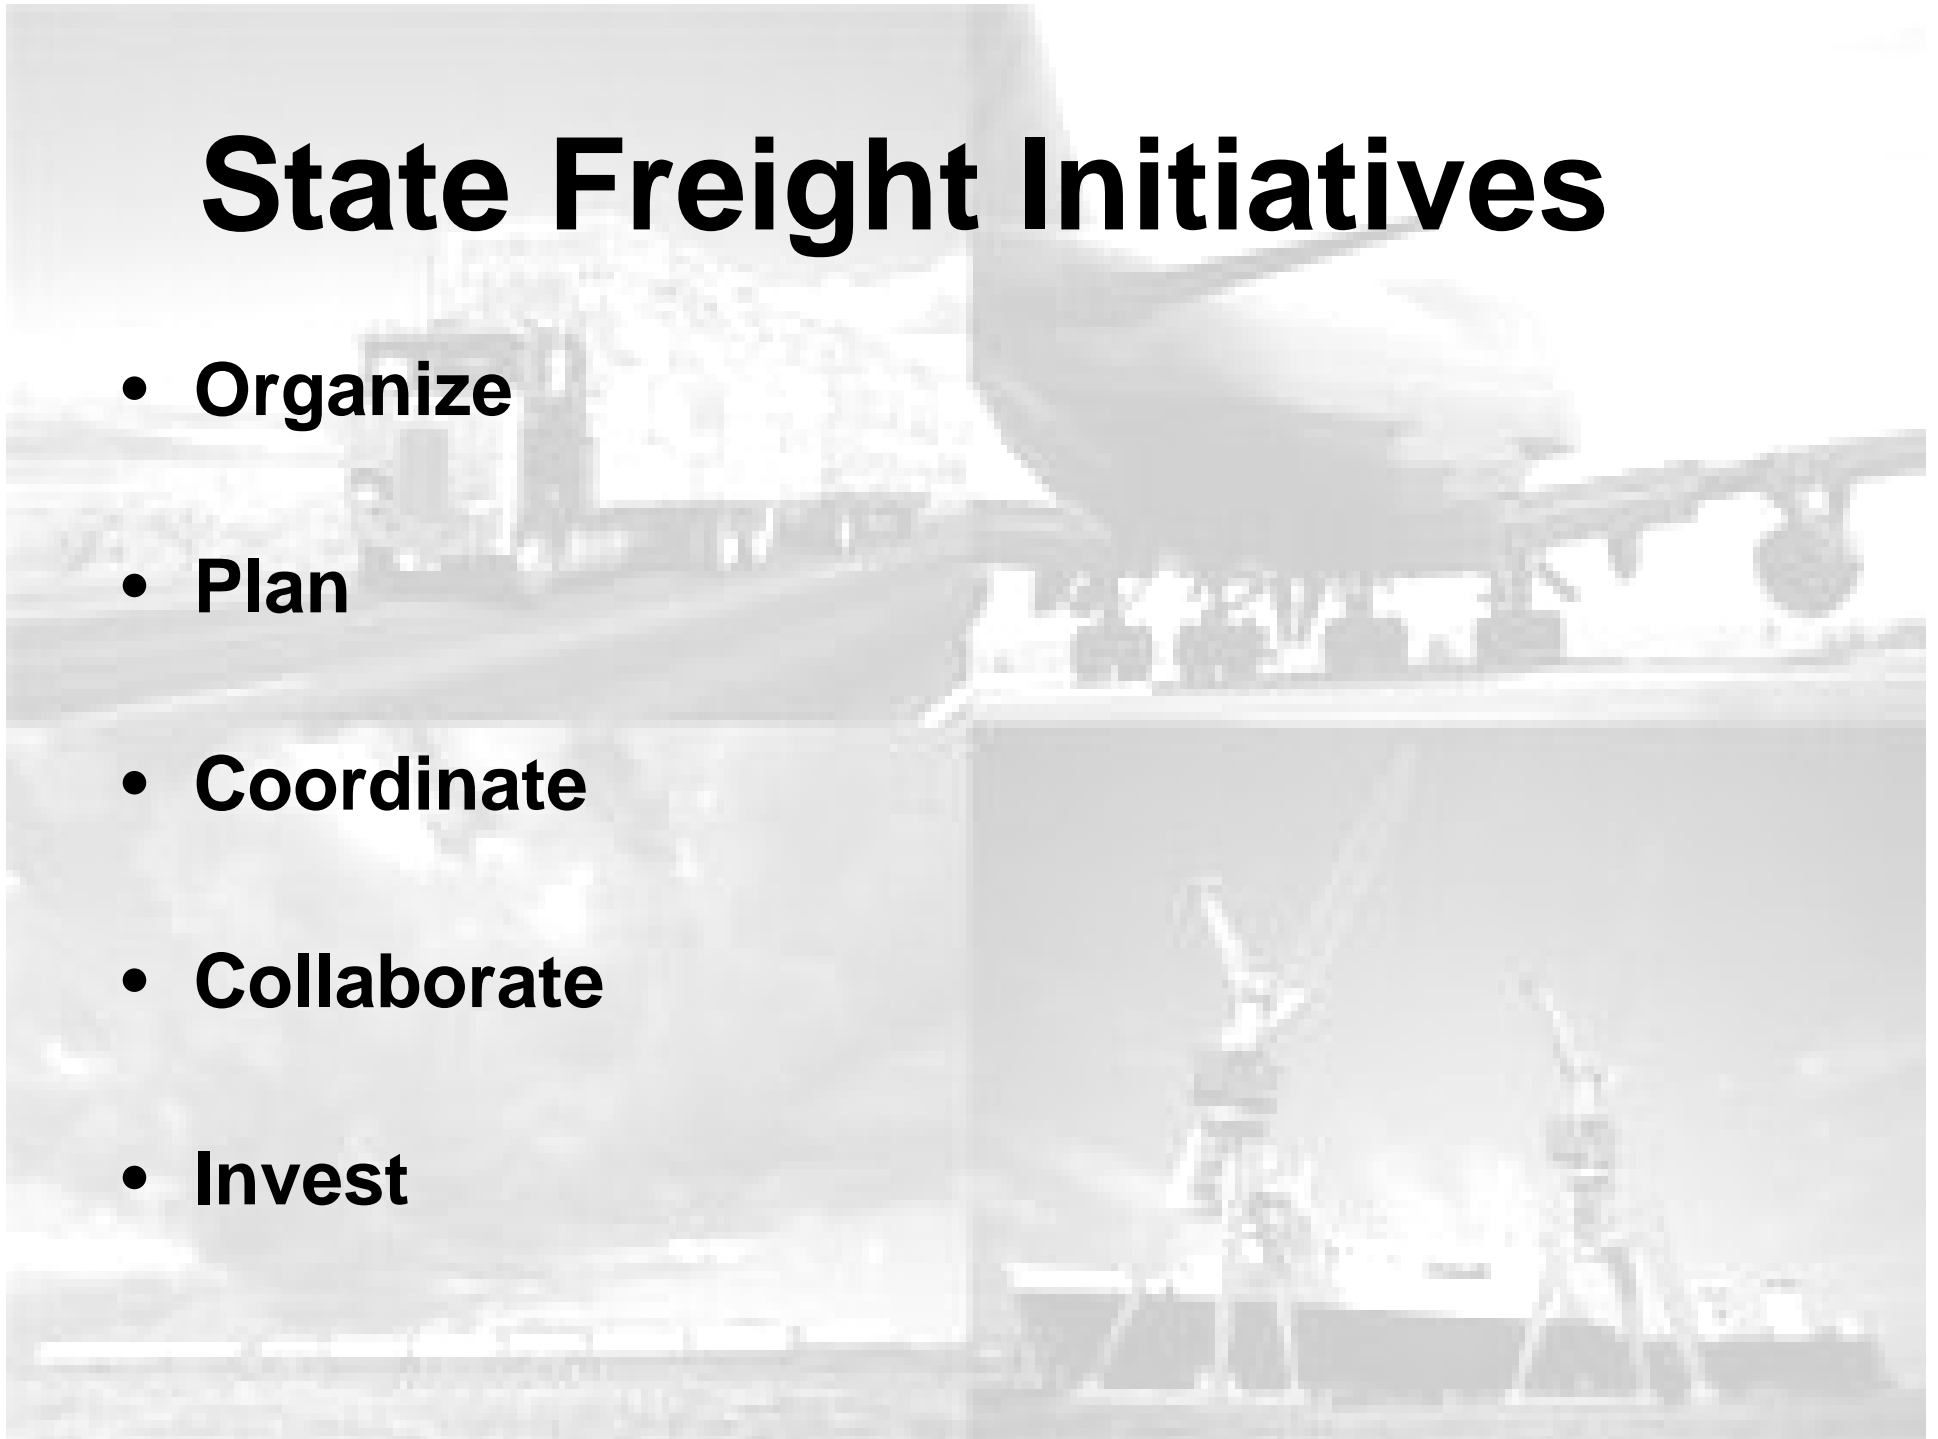 State Freight Initiatives
• Organize
• Plan
• Coordinate
• Collaborate
• Invest